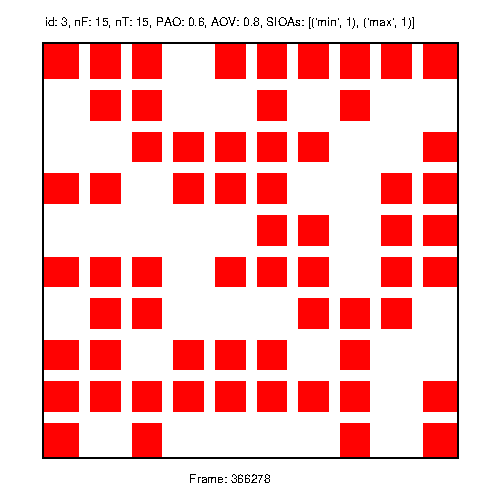 id: 3, nF: 15, nT: 15, PAO: 0.6, AOV: 0.8, SIOAs: [('min', 1), ('max', 1)]
Frame: 366278